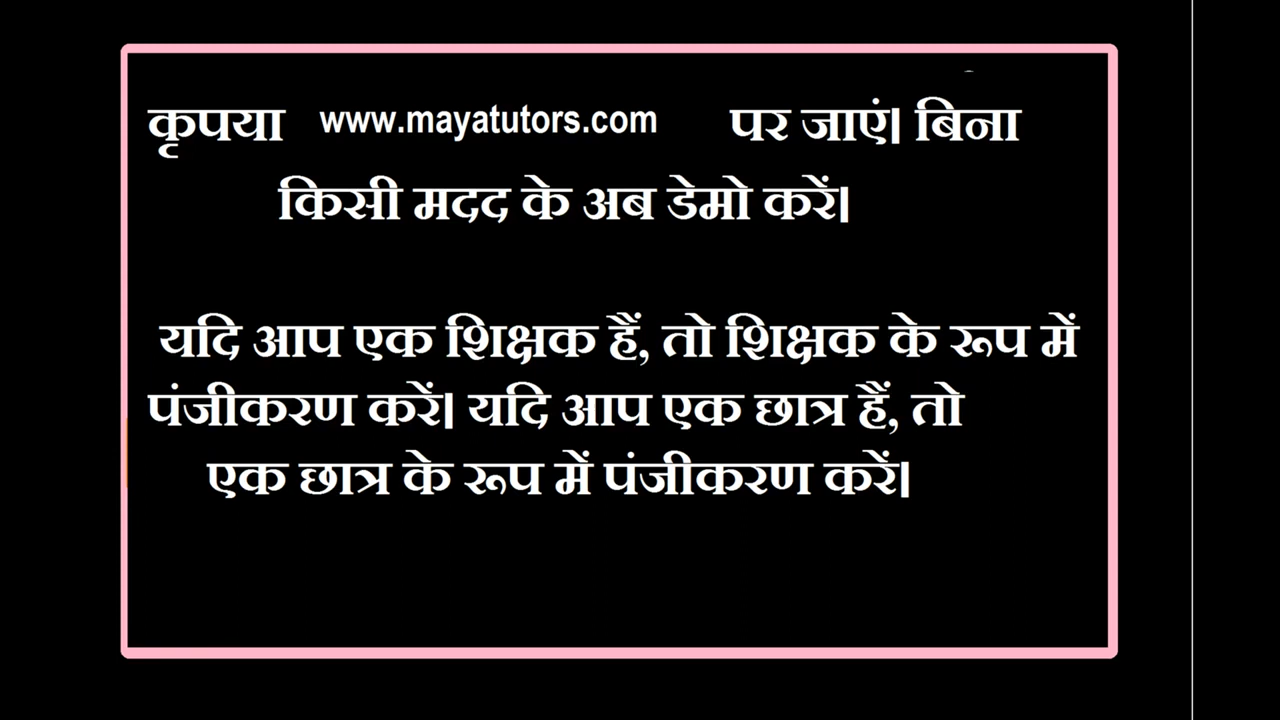 कृपया www.mayatutors.com पर जाएं। बिना
किसी मदद के अब डेमो करें।
यदि आप एक शिक्षक हैं, तो शिक्षक के रूप में
पंजीकरण करें। यदि आप एक छात्र हैं, तो
एक छात्र के रूप में पंजीकरण करें।